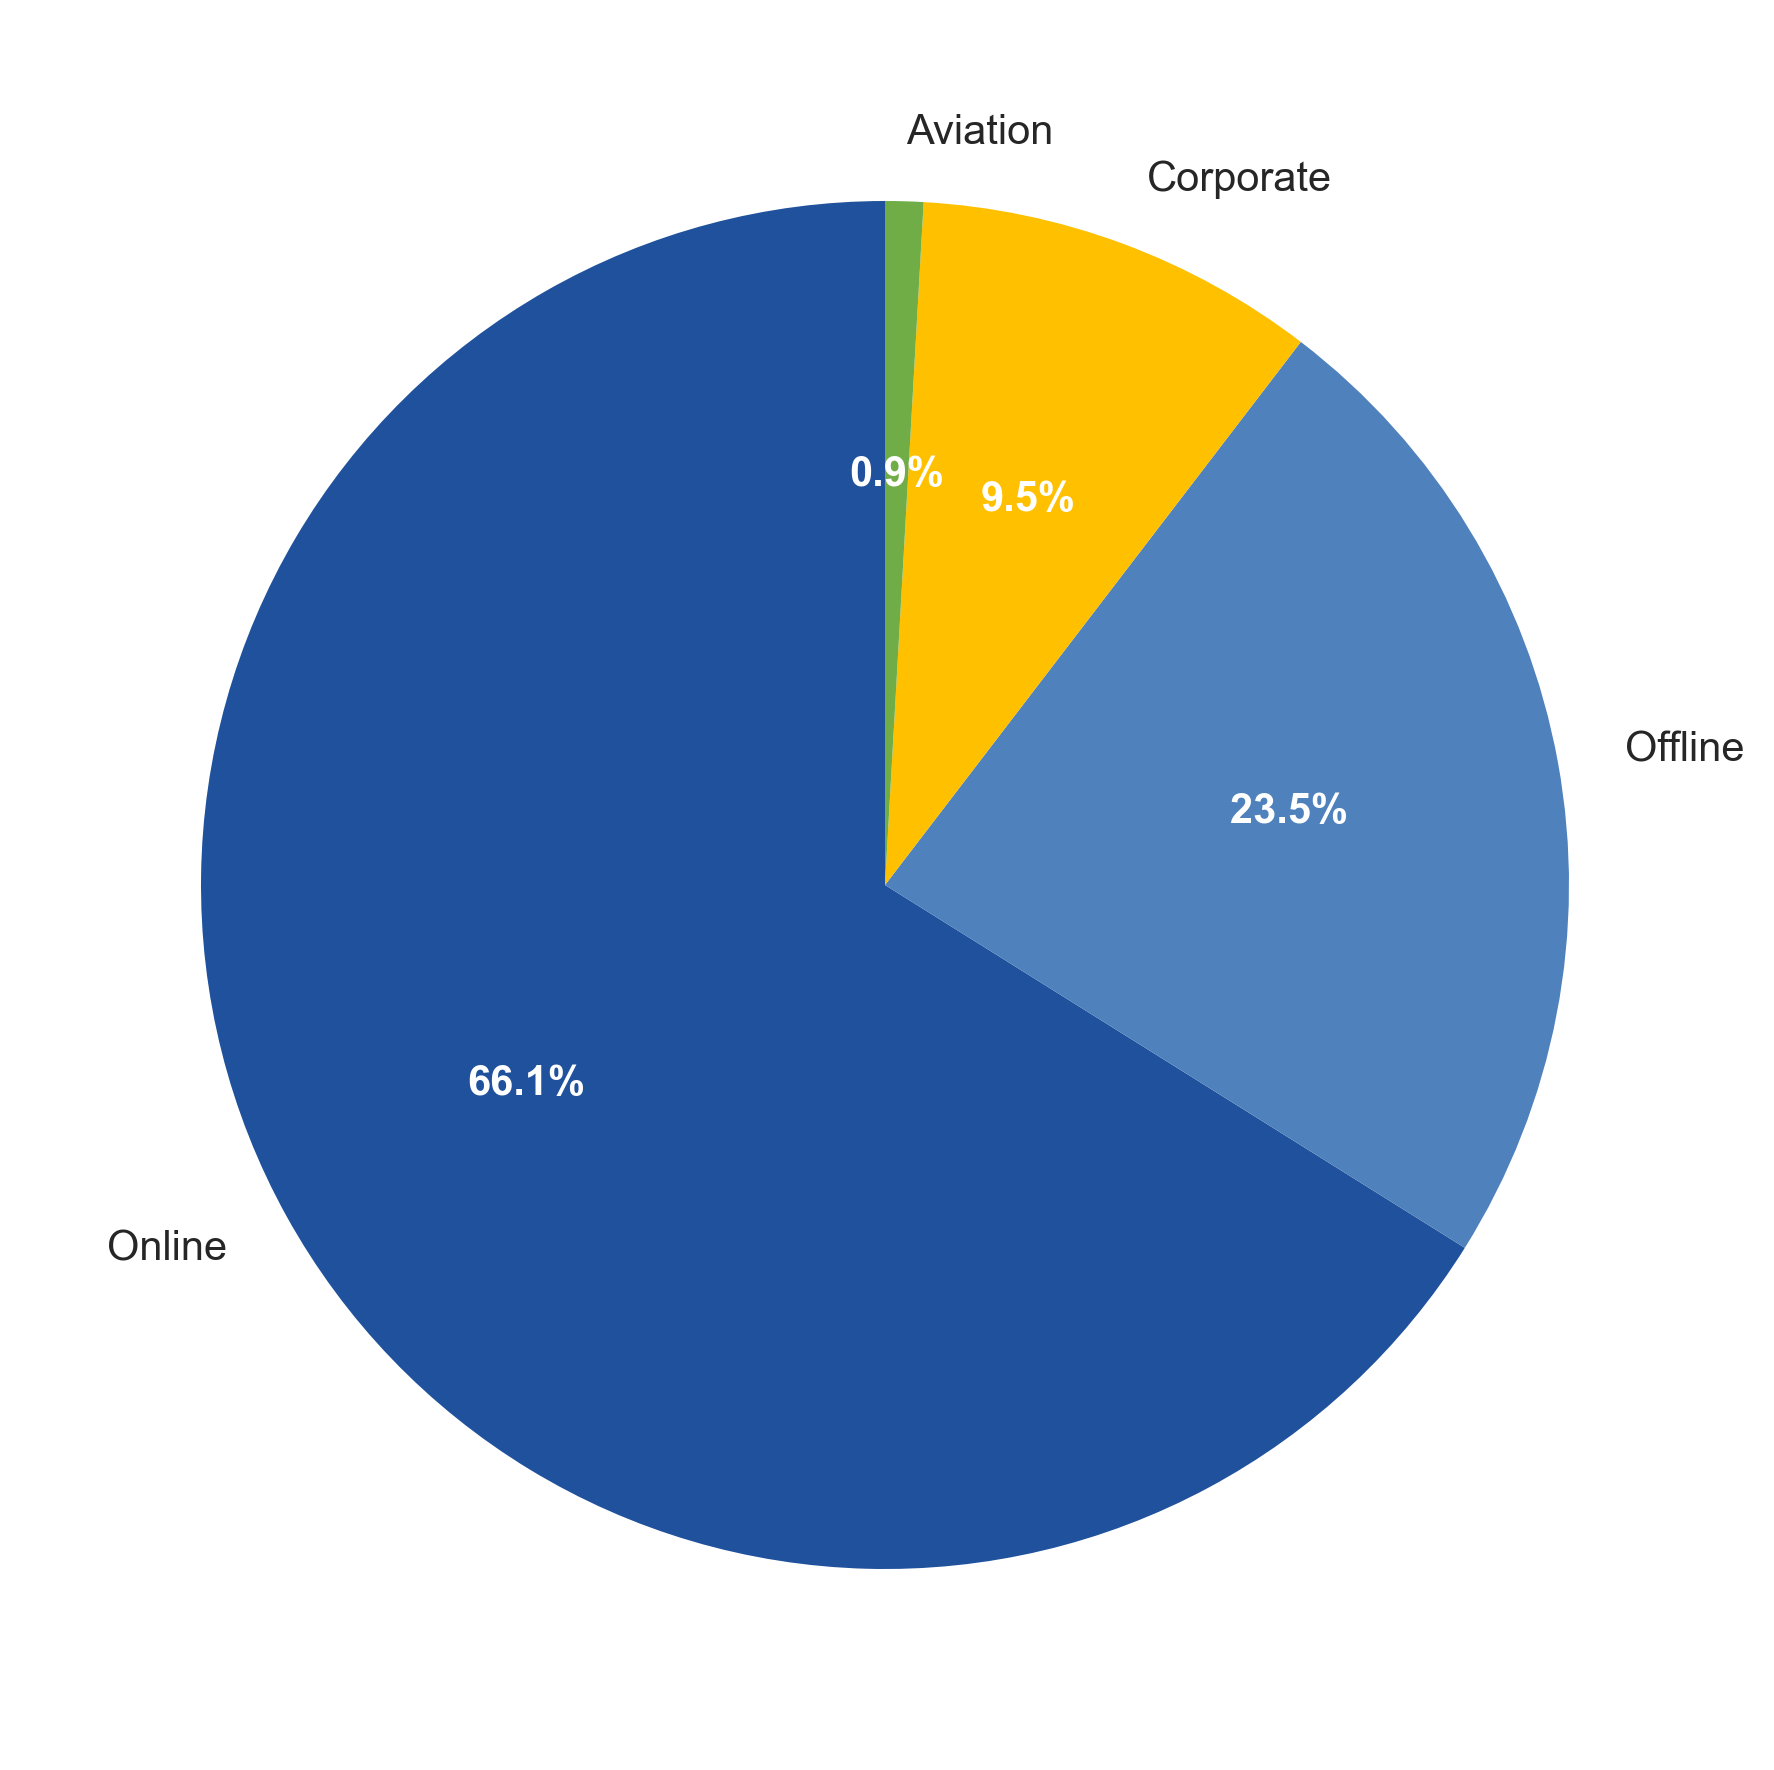 Aviation
Corporate
0.9%
9.5%
Offline
23.5%
66.1%
Online